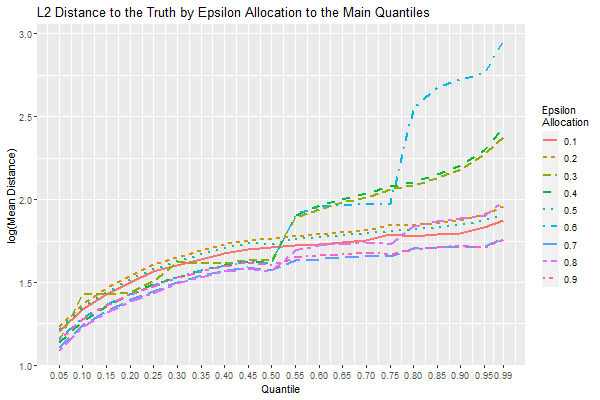 L2 Distance to the Truth by Epsilon Allocation to the Main Quantiles
log(Mean Distance)
3.0
2.5
2.0
1.5
1.0
0.05 0.10 0.15 0.20 0.25 0.30 0.35 0.40 0.45 0.50 0.55 0.60 0.65 0.70 0.75 0.80 0.85 0.90 0.95 0.99
Quantile
Epsilon
Allocation
0.1
0.2
0.3
0.4
0.5
0.6
0.7
0.8
0.9